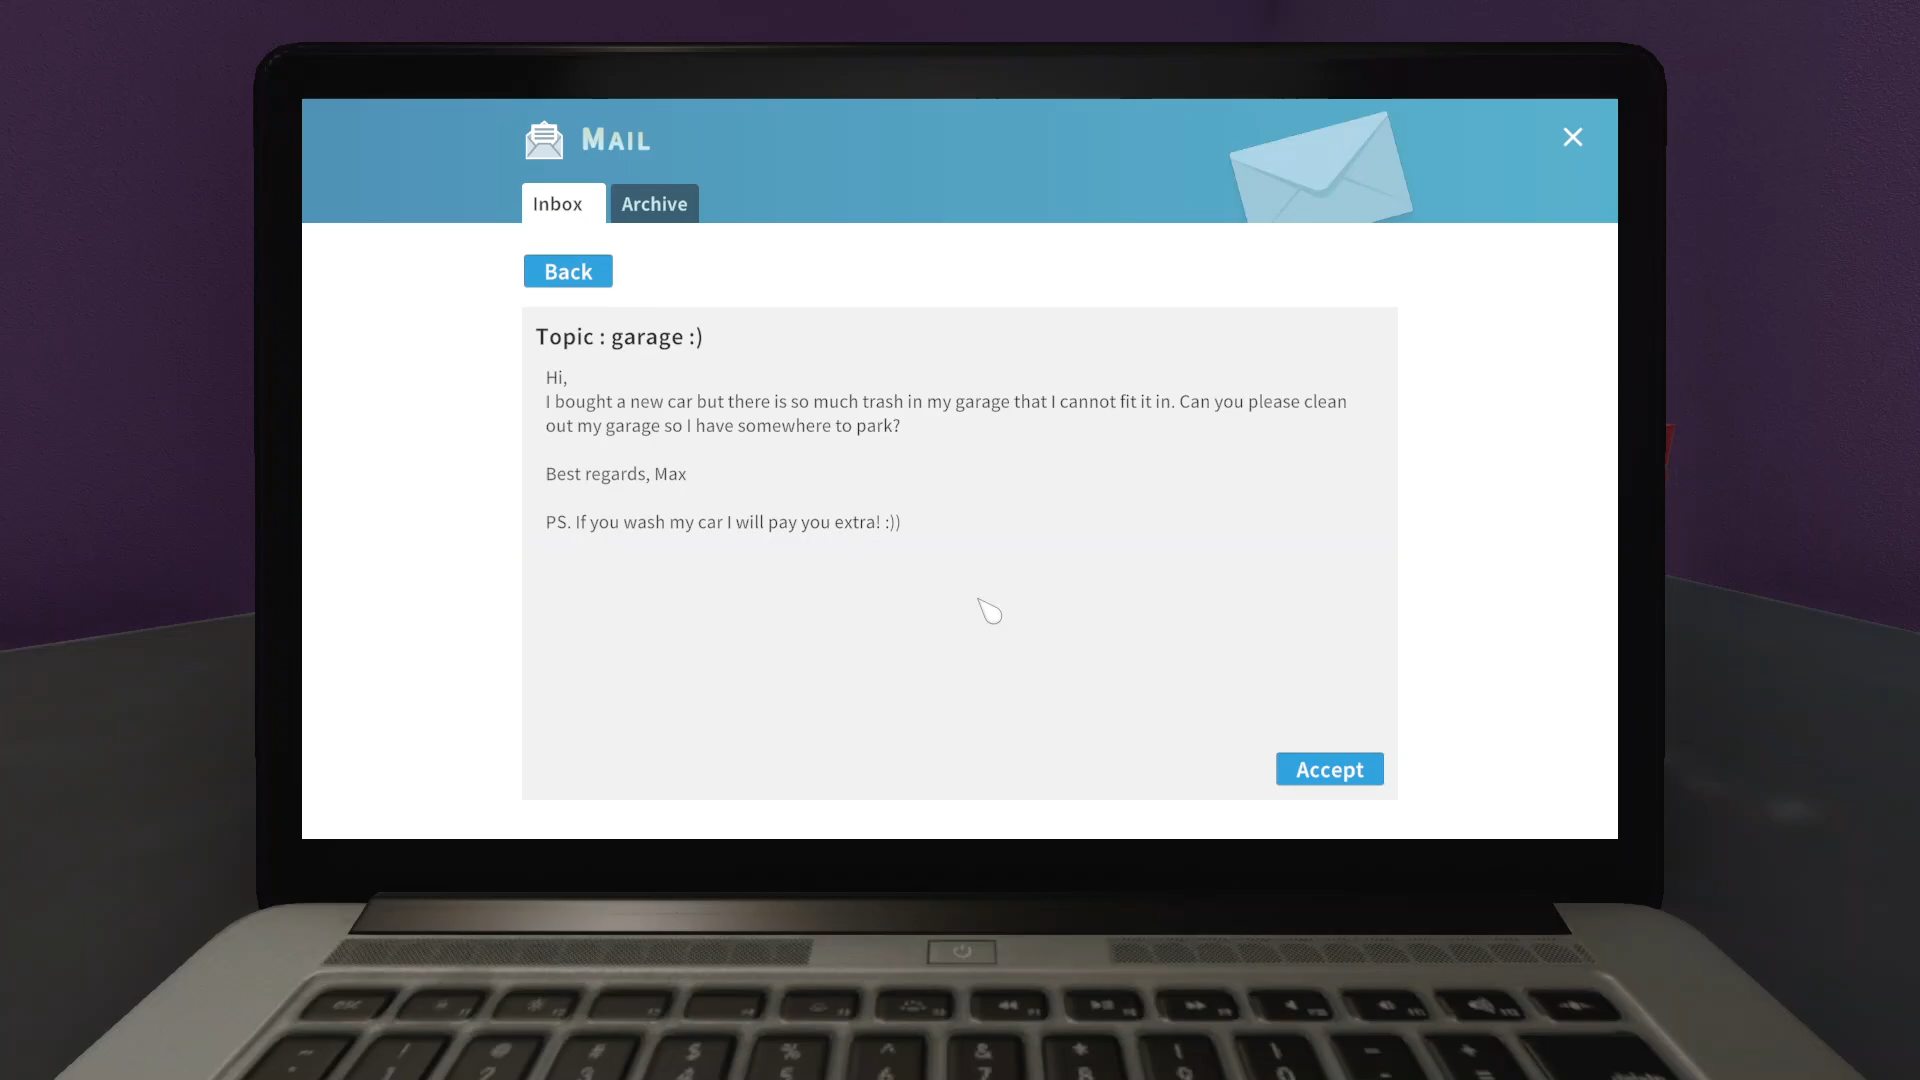 MAIL
Inbox
Archive
Back
Topic : garage :)
Hi,
I bought a new car but there is so much trash in my garage that I cannot fit it in. Can you please clean
out my garage so I have somewhere to park?
Best regards, Max
PS. If you wash my car I will pay you extra! :))
Accept
esc